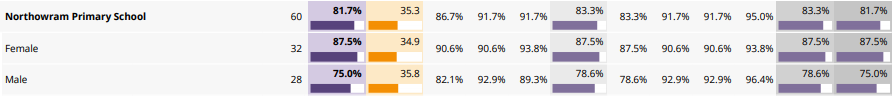 Northowram Primary School 60 81.7% 35.3 86.7% 91.7% 91.7% 83.3% 83.3% 91.7% 91.7% 95.0% 83.3% 81.7%
Female 32 87.5% 34.9 90.6% 90.6% 93.8% 87.5% 87.5% 90.6% 90.6% 93.8% 87.5% 87.5%
Male 28 75.0% 35.8 82.1% 92.9% 89.3% 78.6% 78.6% 92.9% 92.9% 96.4% 78.6% 75.0%